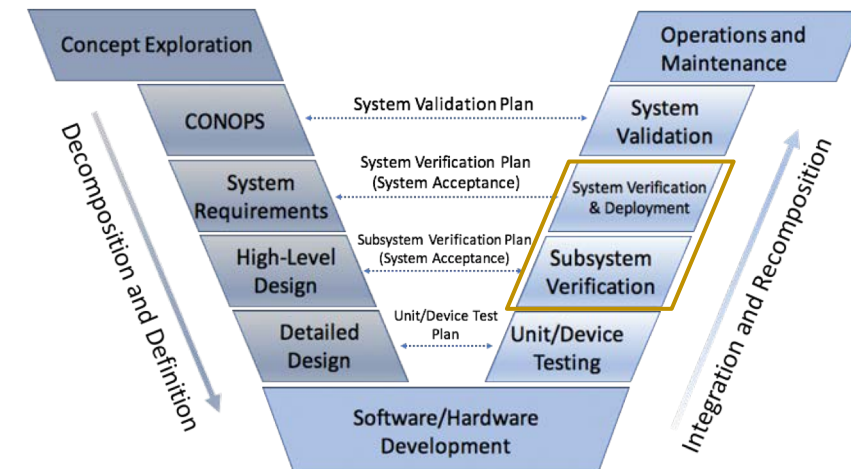 Concept Exploration
Operations and
Maintenance
CONOPS
System Validation Plan
System
Validation
System
Requirements
System Verification Plan
(System Acceptance)
System Verification
& Deployment
High-Level
Design
Subsystem Verification Plan
(System Acceptance)
Subsystem
Verification
Detailed
Design
Unit/Device Test
Plan
Unit/Device
Testing
Software/Hardware
Development
Decomposition and Definition
Integration and Recomposition